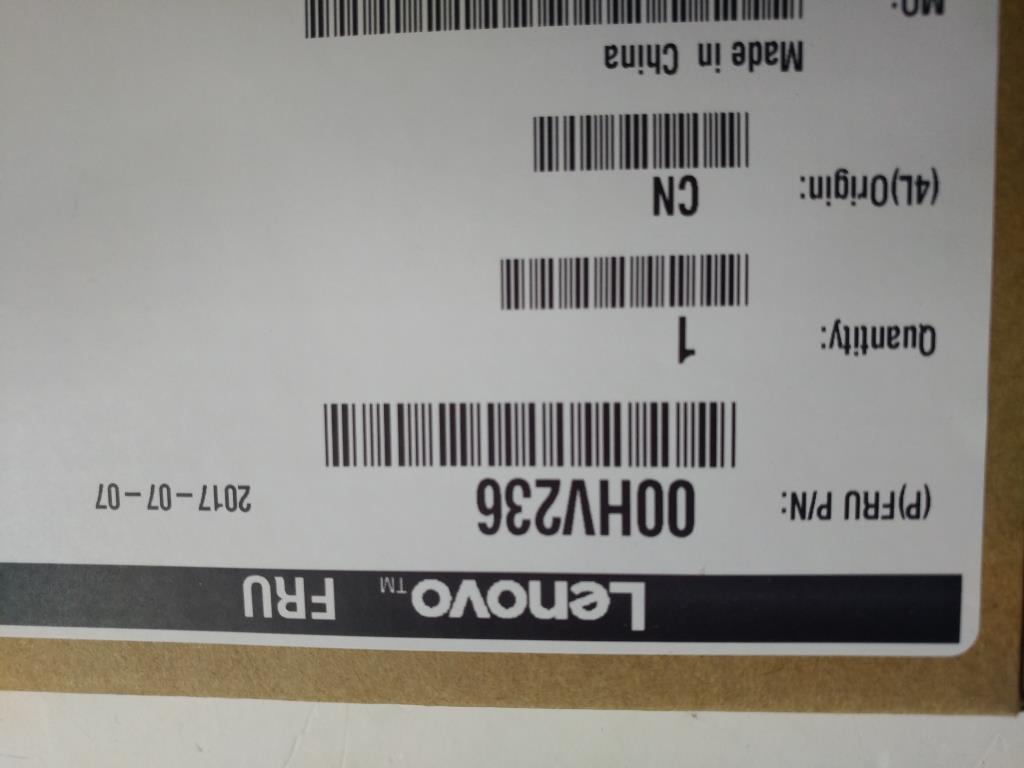 Lenovo™ FRU
(P)FRU P/N: 00HV236 2017-07-07
Quantity: 1
(4L)Origin: CN
Made in China